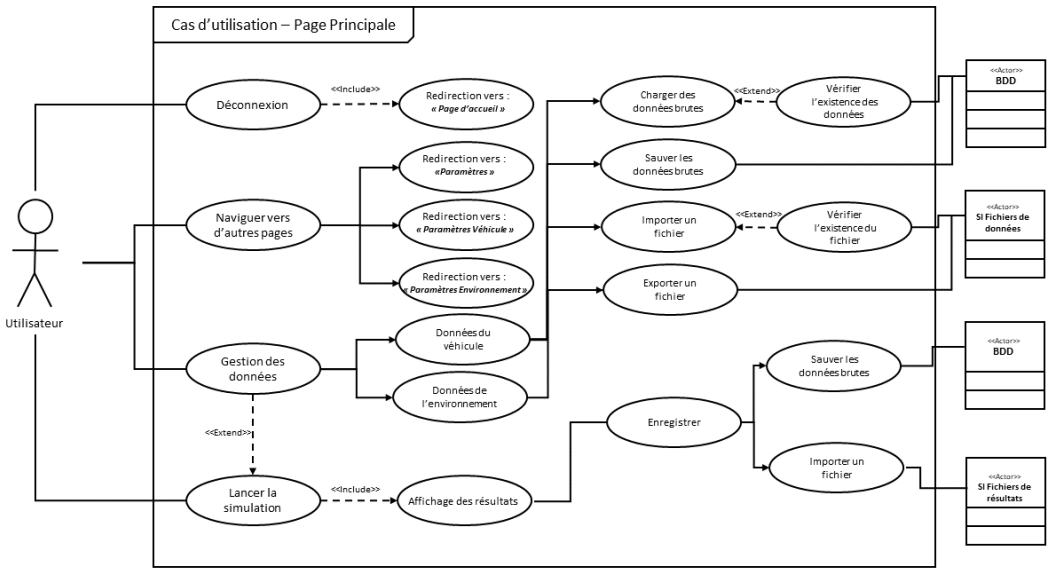 Cas d'utilisation – Page Principale
Déconnexion
<<Include>>
Redirection vers :
« Page d'accueil »
Charger des
données brutes
<<Extend>>
Vérifier
l'existence des
données
<<Actor>>
BDD
Redirection vers :
«Paramètres »
Sauver les
données brutes
Naviguer vers
d'autres pages
Redirection vers :
« Paramètres Véhicule »
Importer un
fichier
<<Extend>>
Vérifier
l'existence du
fichier
<<Actor>>
SI Fichiers de
données
Redirection vers :
« Paramètres Environnement »
Exporter un
fichier
Utilisateur
Gestion des
données
Données du
véhicule
Données de
l'environnement
Sauver les
données brutes
<<Actor>>
BDD
<<Extend>>
Enregistrer
Importer un
fichier
Lancer la
simulation
<<Include>>
Affichage des résultats
<<Actor>>
SI Fichiers de
résultats